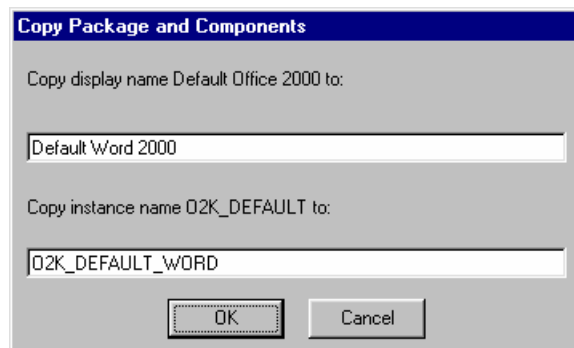 Copy Package and Components
Copy display name Default Office 2000 to:
Default Word 2000
Copy instance name O2K_DEFAULT to:
O2K_DEFAULT_WORD
OK
Cancel